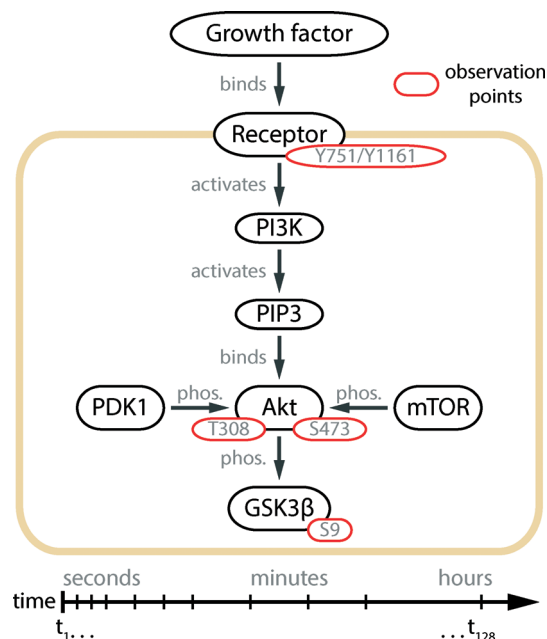 Growth factor
binds
observation
points
Receptor
Y751/Y1161
activates
PI3K
activates
PIP3
binds
PDK1
phos.
Akt
phos.
mTOR
T308
S473
phos.
GSK3β
S9
seconds
minutes
hours
time
t1...
...t128